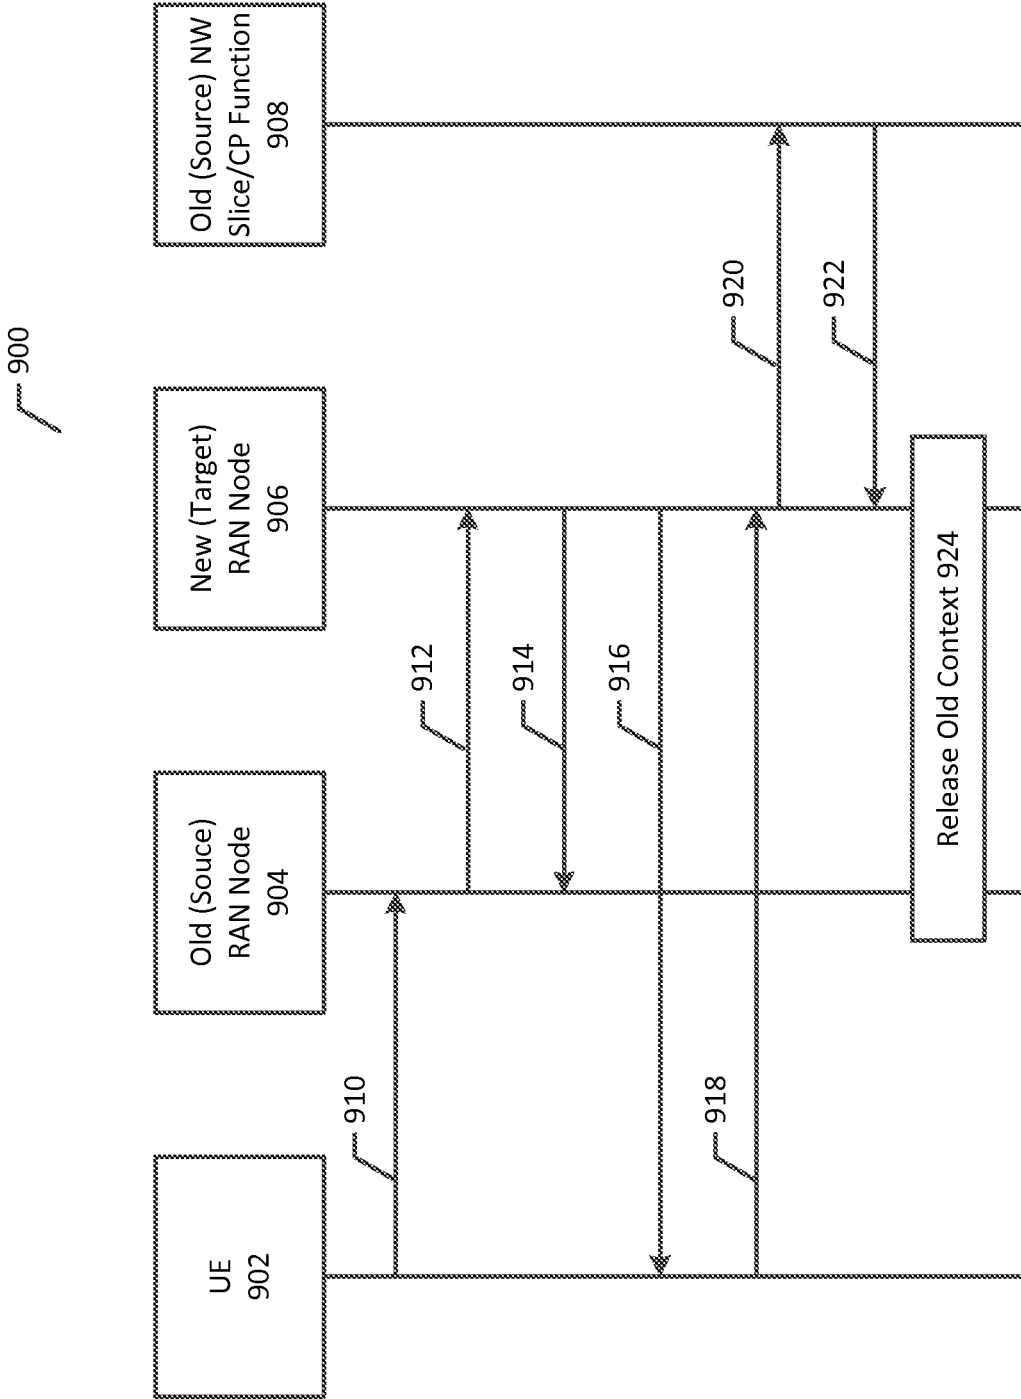 900
UE
902
Old (Souce)
RAN Node
904
New (Target)
RAN Node
906
Old (Source) NW
Slice/CP Function
908
910
912
914
916
918
920
922
Release Old Context 924